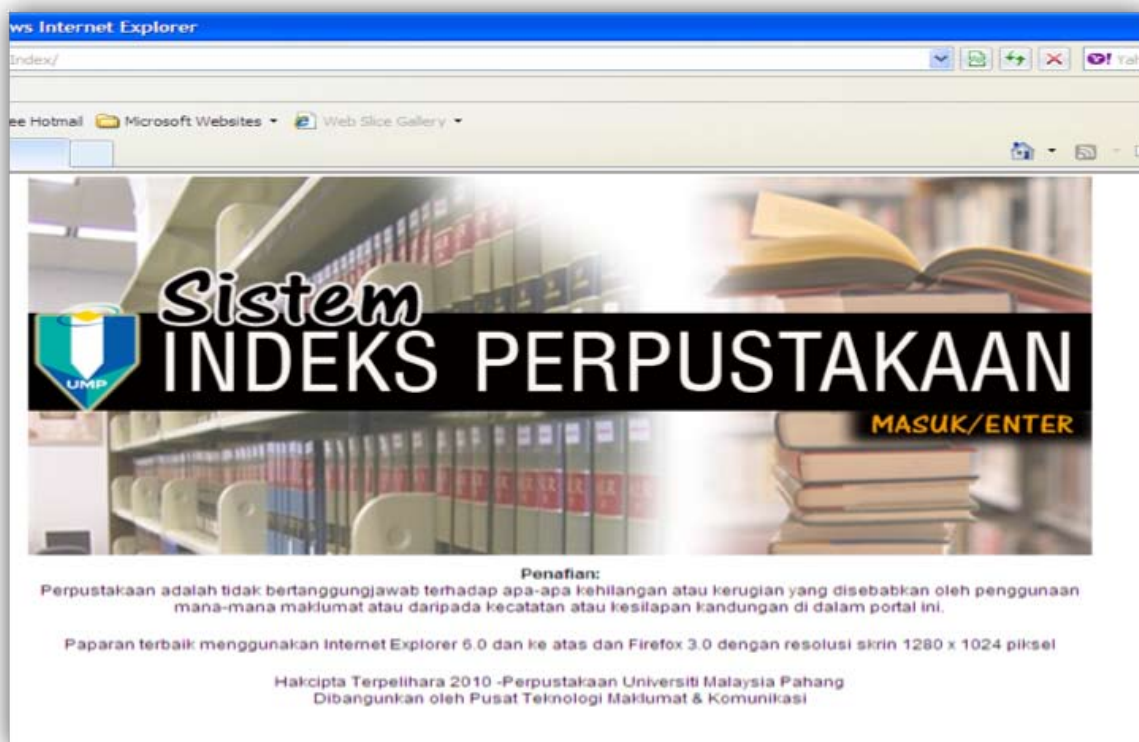 ws Internet Explorer
Index/
Yah
ee Hotmail Microsoft Websites Web Slice Gallery
Sistem
INDEKS PERPUSTAKAAN
UMP
MASUK/ENTER
Penafian:
Perpustakaan adalah tidak bertanggungjawab terhadap apa-apa kehilangan atau kerugian yang disebabkan oleh penggunaan
mana-mana maklumat atau daripada kecatatan atau kesilapan kandungan di dalam portal ini.
Paparan terbaik menggunakan Internet Explorer 6.0 dan ke atas dan Firefox 3.0 dengan resolusi skrin 1280 x 1024 piksel
Hakcipta Terpelihara 2010 -Perpustakaan Universiti Malaysia Pahang
Dibangunkan oleh Pusat Teknologi Maklumat & Komunikasi